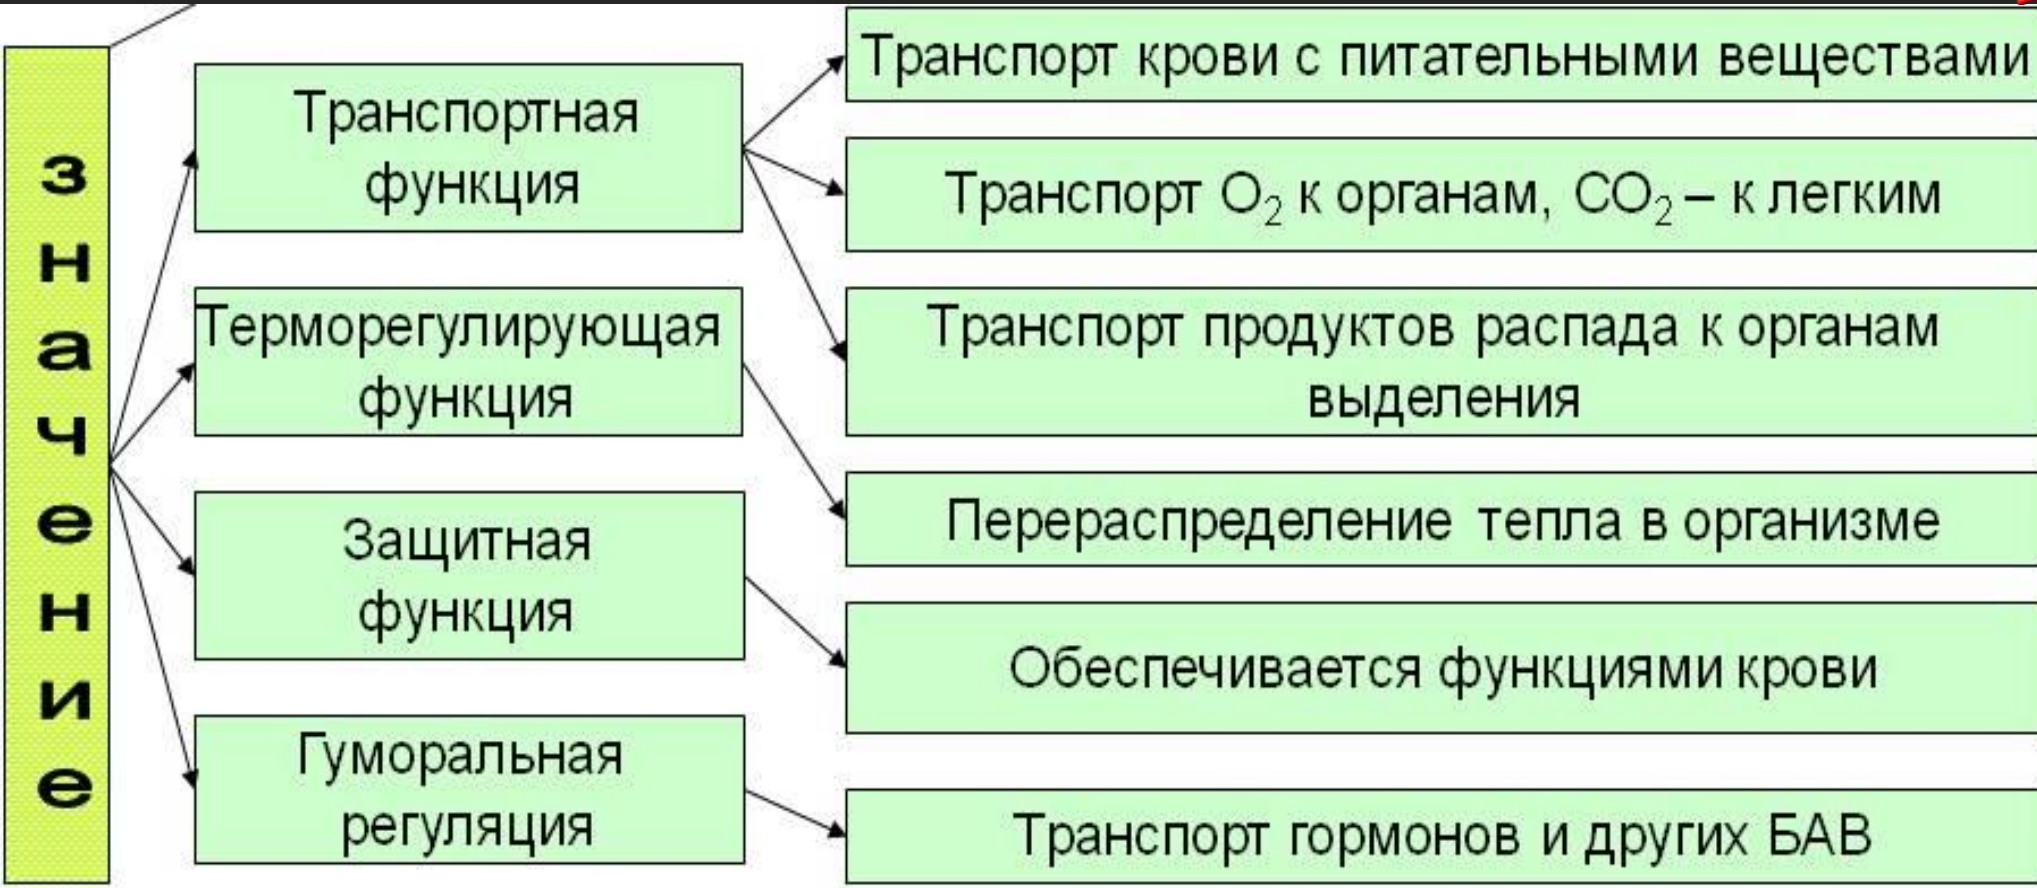 значение
Транспортная
функция
Терморегулирующая
функция
Защитная
функция
Гуморальная
регуляция
Транспорт крови с питательными веществами
Транспорт O₂ к органам, CO₂ – к легким
Транспорт продуктов распада к органам
выделения
Перераспределение тепла в организме
Обеспечивается функциями крови
Транспорт гормонов и других БАВ